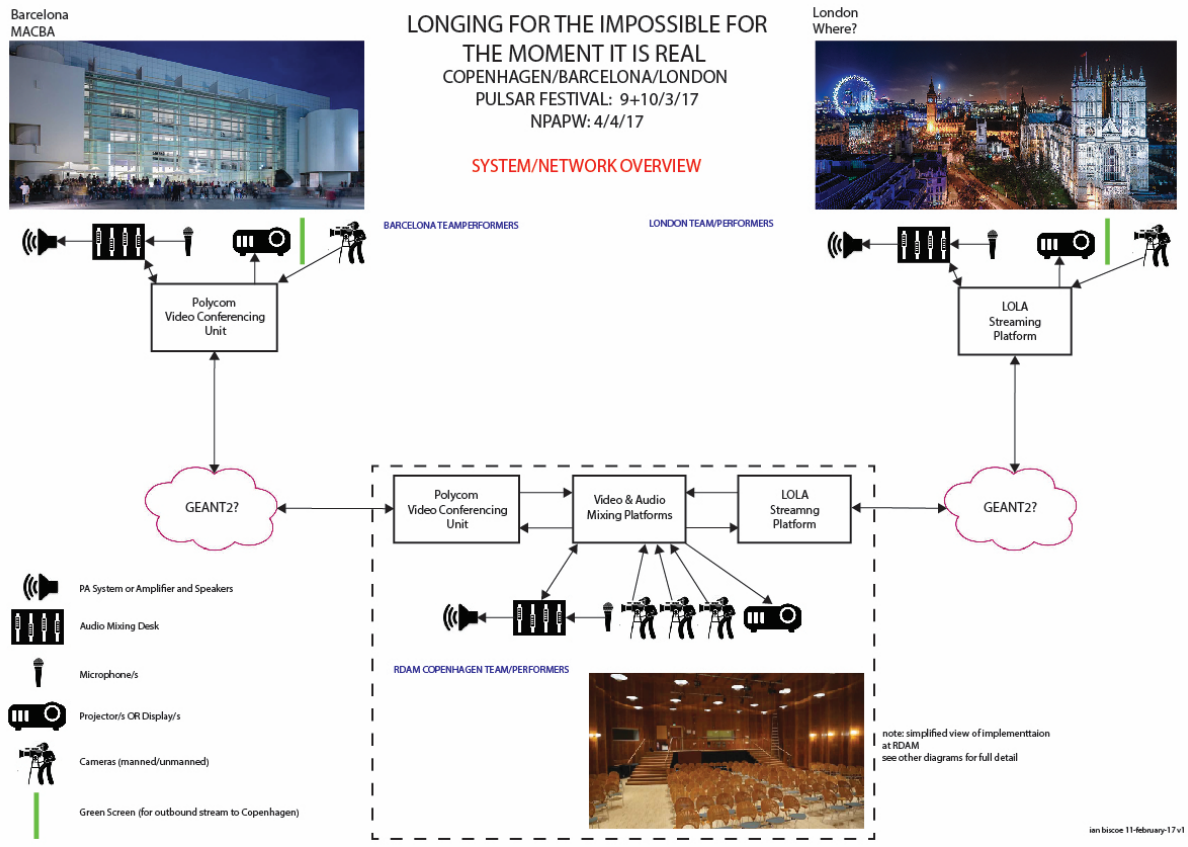 Barcelona
MACBA
LONGING FOR THE IMPOSSIBLE FOR
THE MOMENT IT IS REAL
COPENHAGEN/BARCELONA/LONDON
PULSAR FESTIVAL: 9+10/3/17
NPAPW: 4/4/17
SYSTEM/NETWORK OVERVIEW
London
Where?
BARCELONA TEAMPERFORMERS
LONDON TEAM/PERFORMERS
Polycom
Video Conferencing
Unit
LOLA
Streaming
Platform
GEANT2?
Polycom
Video Conferencing
Unit
Video & Audio
Mixing Platforms
LOLA
Streamng
Platform
GEANT2?
PA System or Amplifier and Speakers
Audio Mixing Desk
Microphone/s
Projector/s OR Display/s
Cameras (manned/unmanned)
Green Screen (for outbound stream to Copenhagen)
RDAM COPENHAGEN TEAM/PERFORMERS
note: simplified view of implementtaion
at RDAM
see other diagrams for full detail
ian biscoe 11-february-17 v1